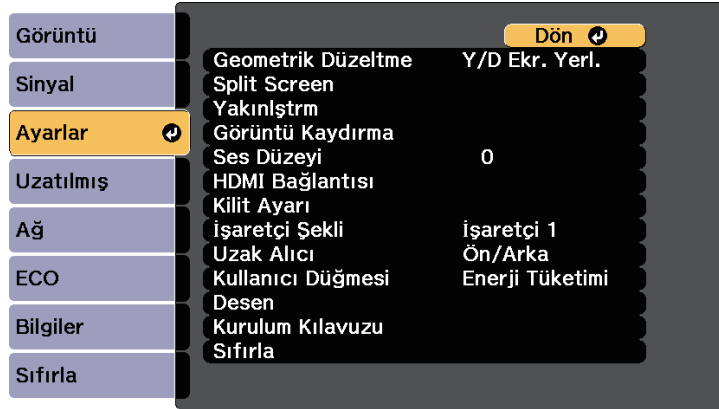 Görüntü
Sinyal
Ayarlar
Uzatılmış
Ağ
ECO
Bilgiler
Sıfırla
Dön
Geometrik Düzeltme Y/D Ekr. Yerl.
Split Screen
Yakınlştrm
Görüntü Kaydırma
Ses Düzeyi 0
HDMI Bağlantısı
Kilit Ayarı
İşaretçi Şekli İşaretçi 1
Uzak Alıcı Ön/Arka
Kullanıcı Düğmesi Enerji Tüketimi
Desen
Kurulum Kılavuzu
Sıfırla